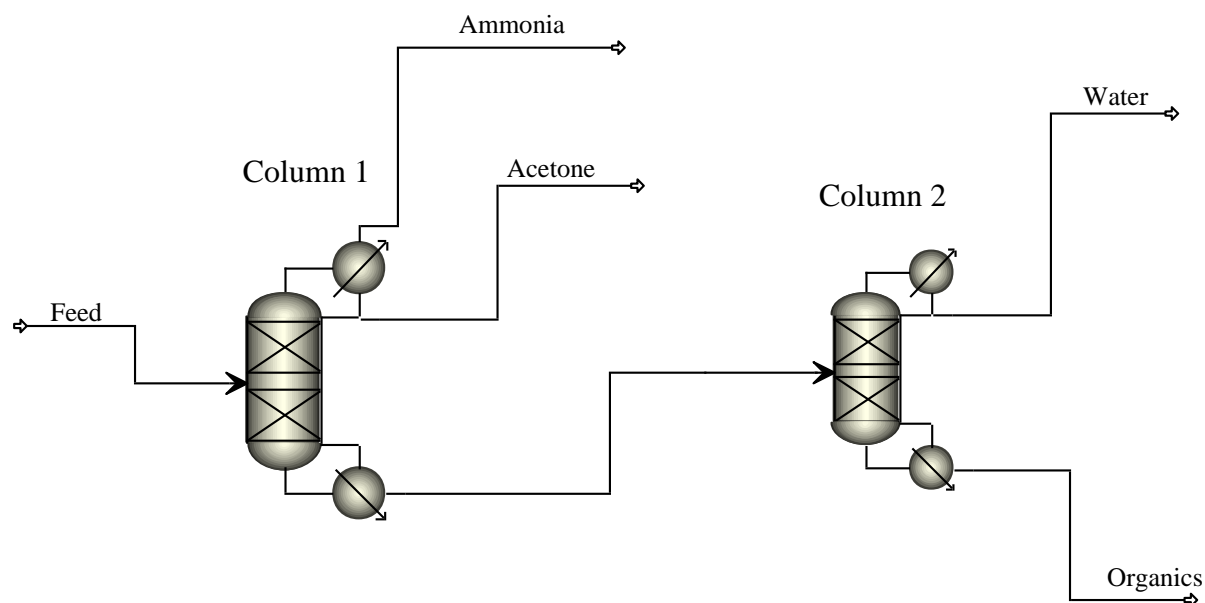 Ammonia
Water
Column 1
Acetone
Column 2
Feed
Organics